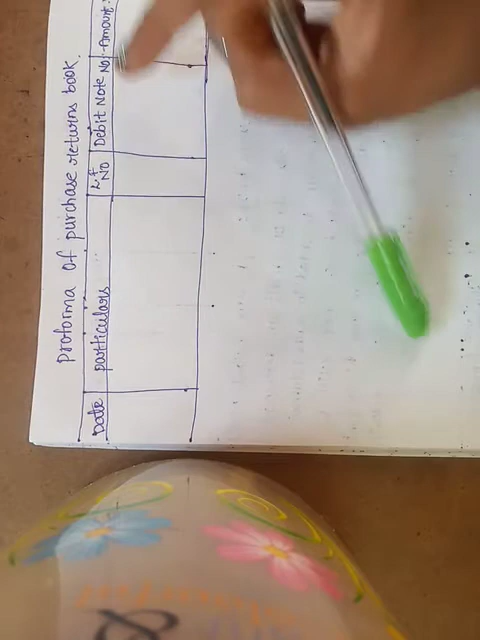 proforma of purchase returns book.
Date particulars L.f No Debit Note No. Amount.
&